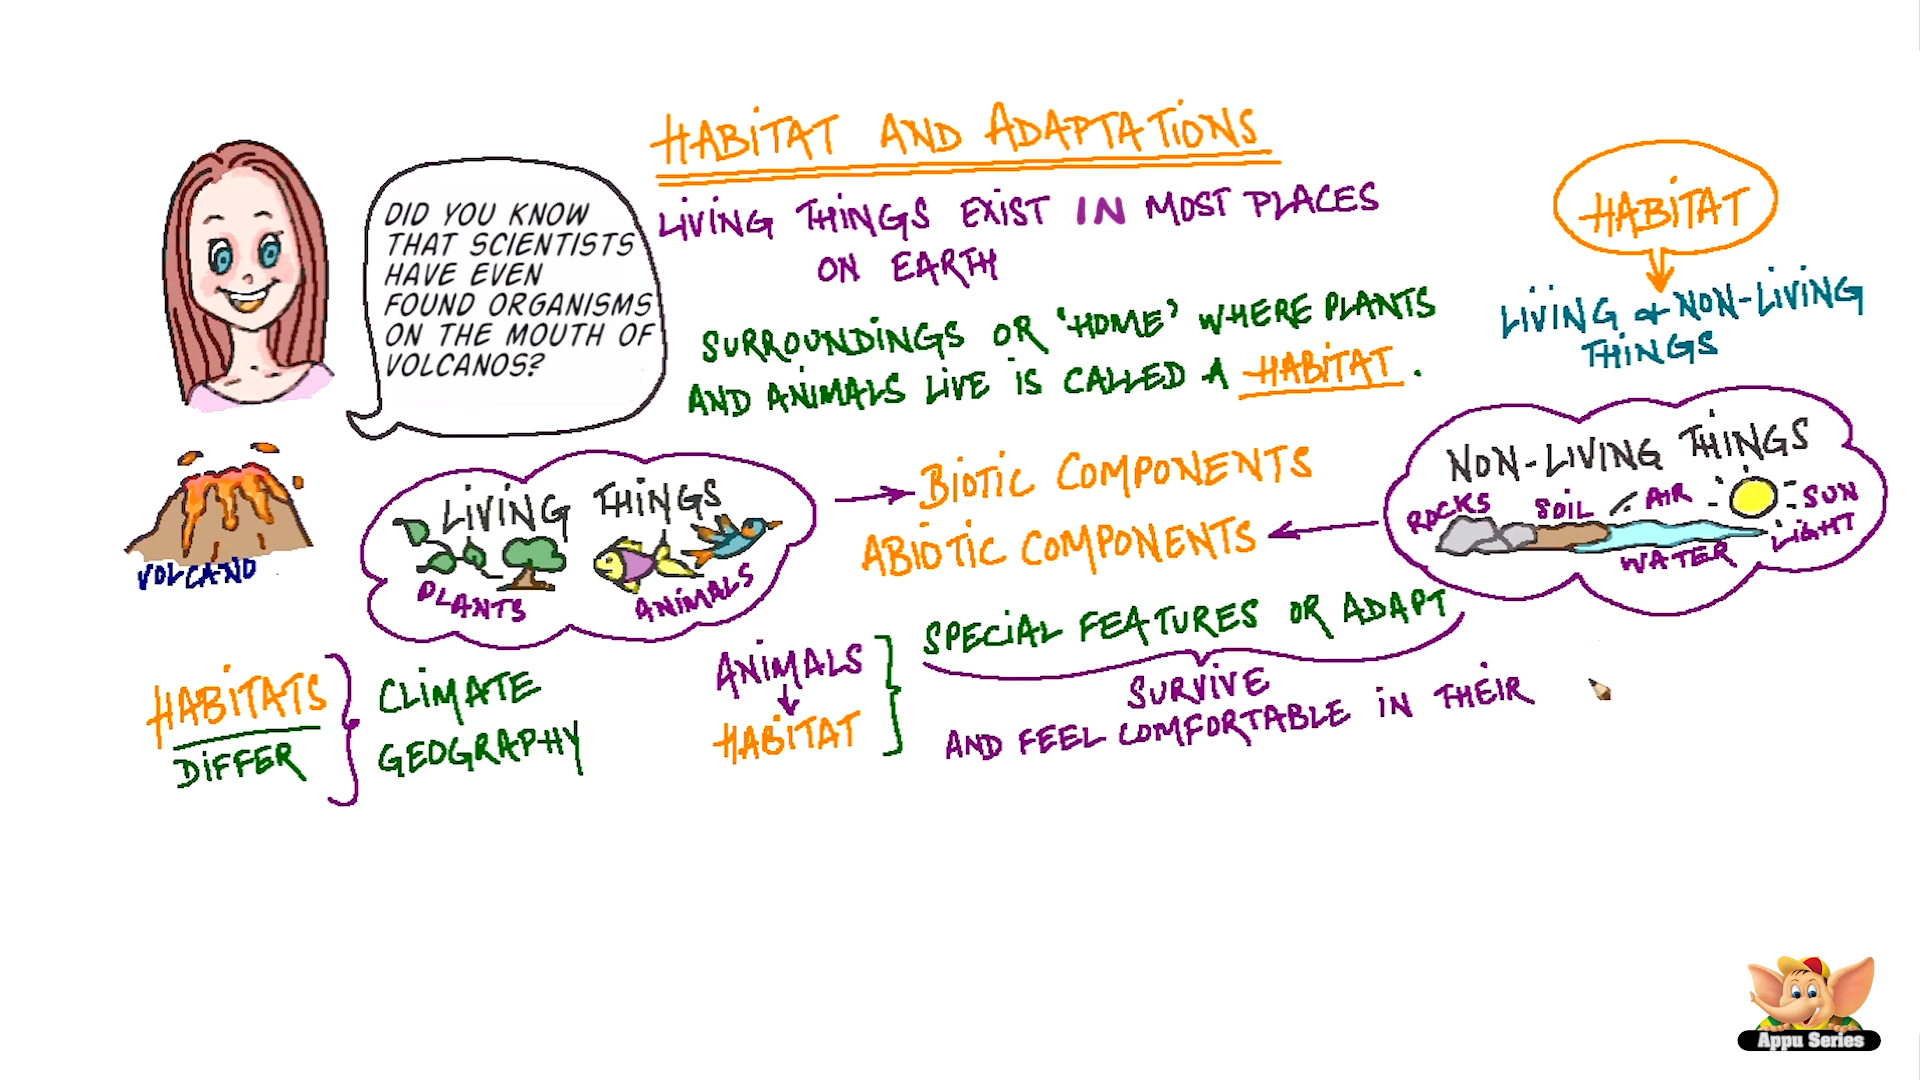 HABITAT AND ADAPTATIONS
DID YOU KNOW
THAT SCIENTISTS
HAVE EVEN
FOUND ORGANISMS
ON THE MOUTH OF
VOLCANOS?
LIVING THINGS EXIST IN MOST PLACES
ON EARTH
SURROUNDINGS OR 'HOME' WHERE PLANTS
AND ANIMALS LIVE IS CALLED A HABITAT.
HABITAT
LIVING & NON-LIVING
THINGS
VOLCANO
LIVING THINGS
PLANTS
ANIMALS
BIOTIC COMPONENTS
ABIOTIC COMPONENTS
NON-LIVING THINGS
ROCKS
SOIL
AIR
SUN
LIGHT
WATER
HABITATS
DIFFER
CLIMATE
GEOGRAPHY
ANIMALS
HABITAT
SPECIAL FEATURES OR ADAPT
SURVIVE
AND FEEL COMFORTABLE IN THEIR
Appu Series